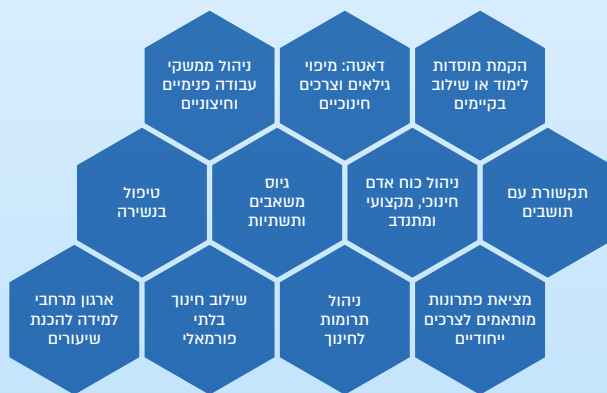 הקמת מוסדות
לימוד או שילוב
בקיימים
דאטה: מיפוי
גילאים וצרכים
חינוכיים
ניהול ממשקי
עבודה פנימיים
וחיצוניים
תקשורת עם
תושבים
ניהול כוח אדם
חינוכי, מקצועי
ומתנדב
גיוס
משאבים
ותשתיות
טיפול
בנשירה
מציאת פתרונות
מותאמים לצרכים
ייחודיים
ניהול
תרומות
לחינוך
שילוב חינוך
בלתי
פורמאלי
ארגון מרחבי
למידה להכנת
שיעורים